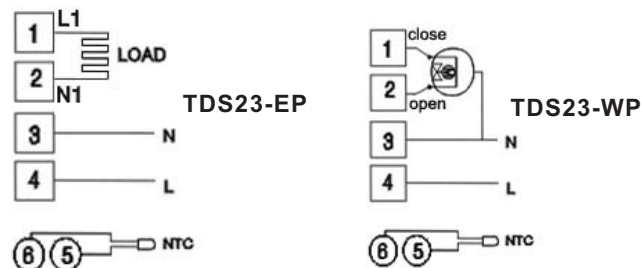 1 L1
LOAD
2 N1
TDS23-EP
3 N
4 L
6 5 NTC
1 close
2 open
TDS23-WP
3 N
4 L
6 5 NTC